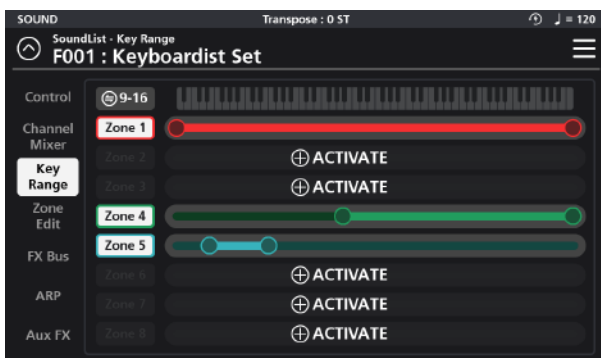 SOUND Transpose : 0 ST ♩ = 120
SoundList - Key Range
F001 : Keyboardist Set
Control 9-16
Channel Mixer Zone 1
Zone 2 ACTIVATE
Key Range Zone 3 ACTIVATE
Zone Edit Zone 4
FX Bus Zone 5
Zone 6 ACTIVATE
ARP Zone 7 ACTIVATE
Aux FX Zone 8 ACTIVATE